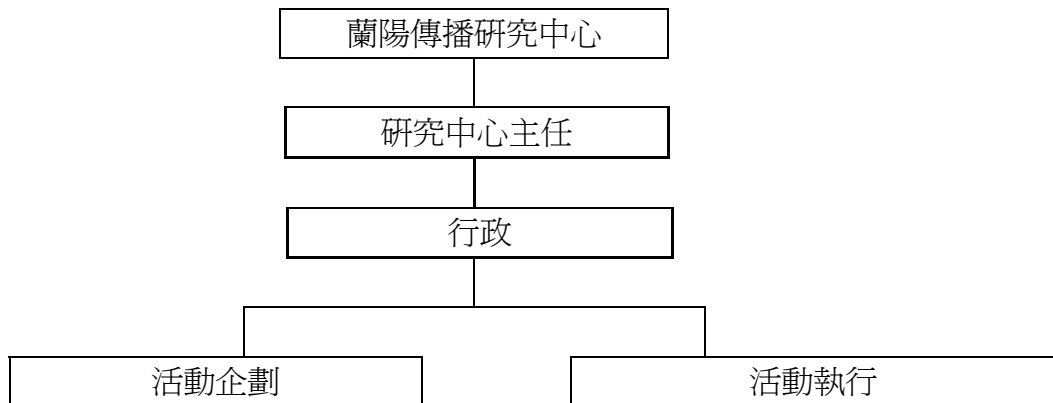 蘭陽傳播研究中心
研究中心主任
行政
活動企劃
活動執行